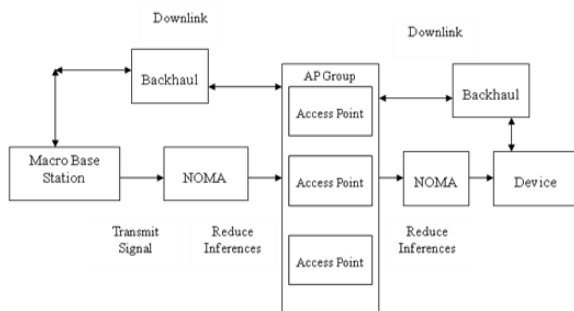 Downlink
Downlink
Backhaul
AP Group
Backhaul
Access Point
Macro Base
Station
NOMA
Access Point
NOMA
Device
Transmit
Signal
Reduce
Inferences
Reduce
Inferences
Access Point